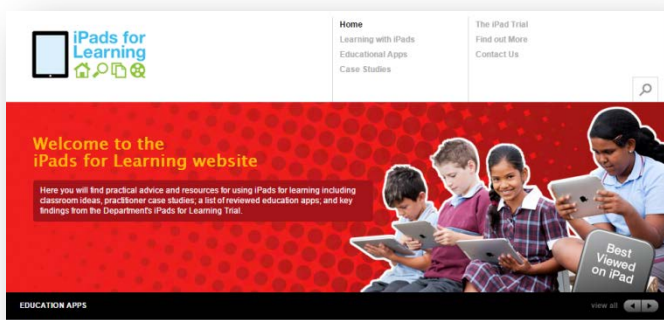 iPads for
Learning
Home
Learning with iPads
Educational Apps
Case Studies
The iPad Trial
Find out More
Contact Us
Welcome to the
iPads for Learning website
Here you will find practical advice and resources for using iPads for learning including
classroom ideas, practitioner case studies; a list of reviewed education apps; and key
findings from the Department's iPads for Learning Trial.
Best
Viewed
on iPad
EDUCATION APPS
view all